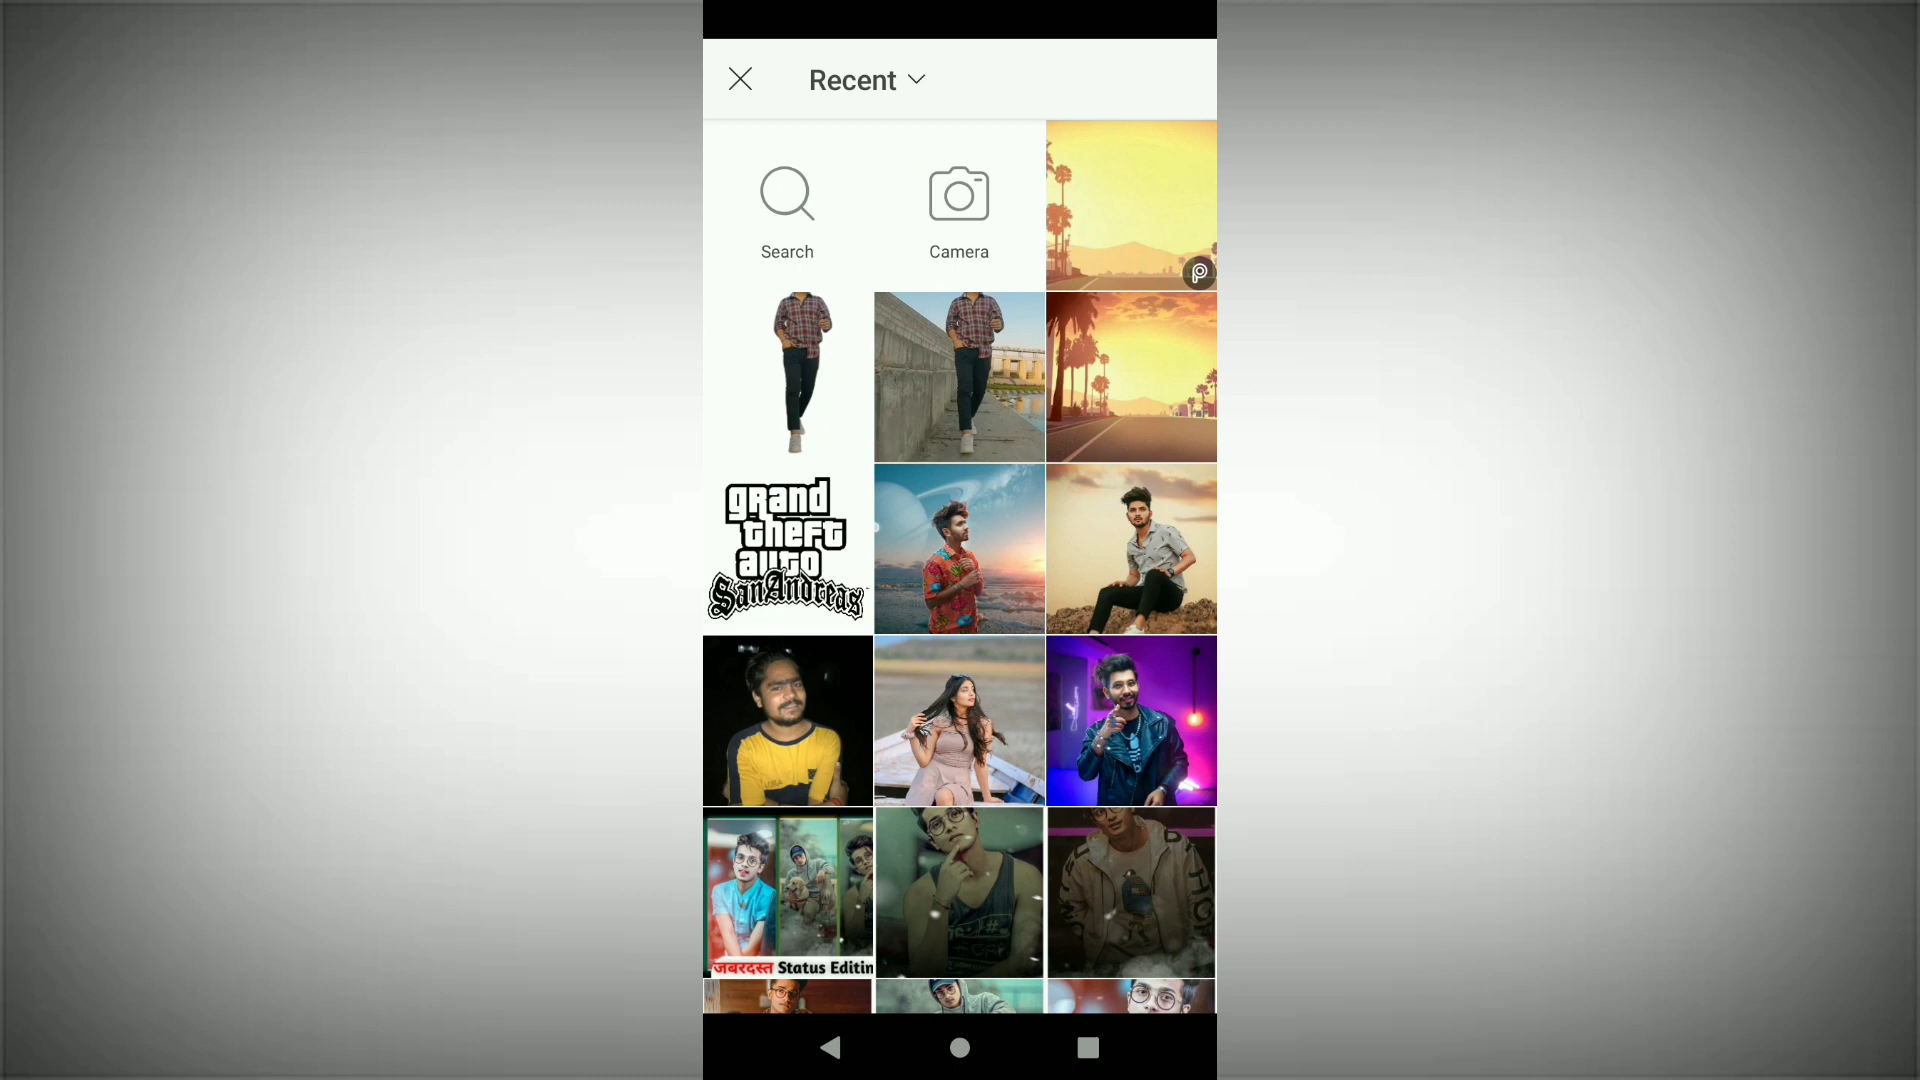 Recent
Search
Camera
grand
theft
auto
SanAndreas
जबरदस्त Status Editin